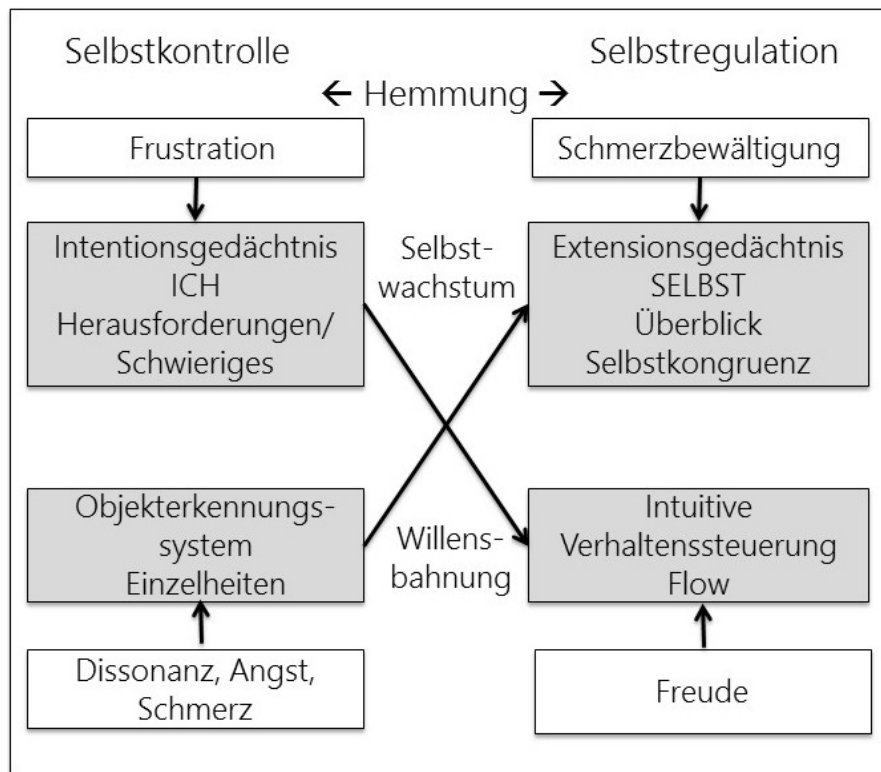 Selbstkontrolle
Selbstregulation
← Hemmung →
Frustration
Schmerzbewältigung
Intentionsgedächtnis
ICH
Herausforderungen/
Schwieriges
Selbst-
wachstum
Extensionsgedächtnis
SELBST
Überblick
Selbstkongruenz
Objekterkennungs-
system
Einzelheiten
Willens-
bahnung
Intuitive
Verhaltenssteuerung
Flow
Dissonanz, Angst,
Schmerz
Freude